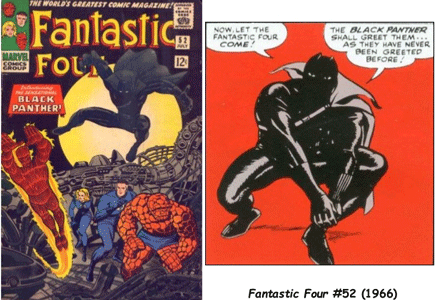 THE WORLD'S GREATEST COMIC MAGAZINE!
Fantastic
Four
MARVEL
COMICS
GROUP
52
JULY
12¢
Introducing
THE SENSATIONAL
BLACK
PANTHER!
NOW, LET THE
FANTASTIC FOUR
COME!
THE BLACK PANTHER
SHALL GREET THEM...
AS THEY HAVE NEVER
BEEN GREETED
BEFORE!
Fantastic Four #52 (1966)